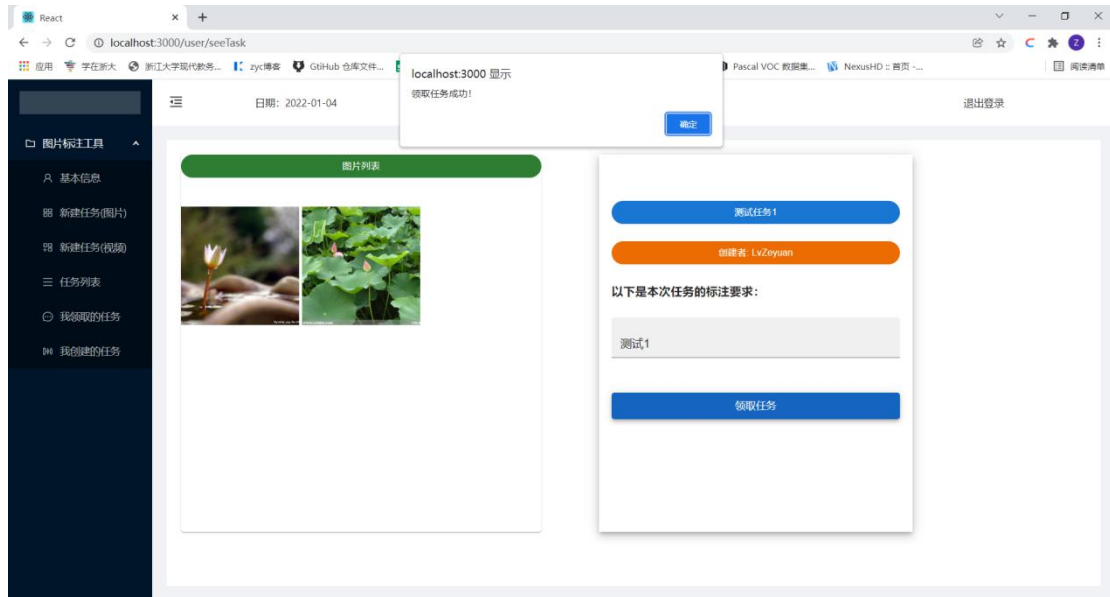 React
localhost:3000/user/seeTask
应用 学在浙大 浙江大学现代教务... zyc博客 GtiHub 仓库文件... Pascal VOC 数据集... NexusHD :: 首页 -... 阅读清单
localhost:3000 显示
领取任务成功!
确定
日期: 2022-01-04
退出登录
图片标注工具
基本信息
新建任务(图片)
新建任务(视频)
任务列表
我领取的任务
我创建的任务
图片列表
测试任务1
创建者: LvZeyuan
以下是本次任务的标注要求:
测试1
领取任务